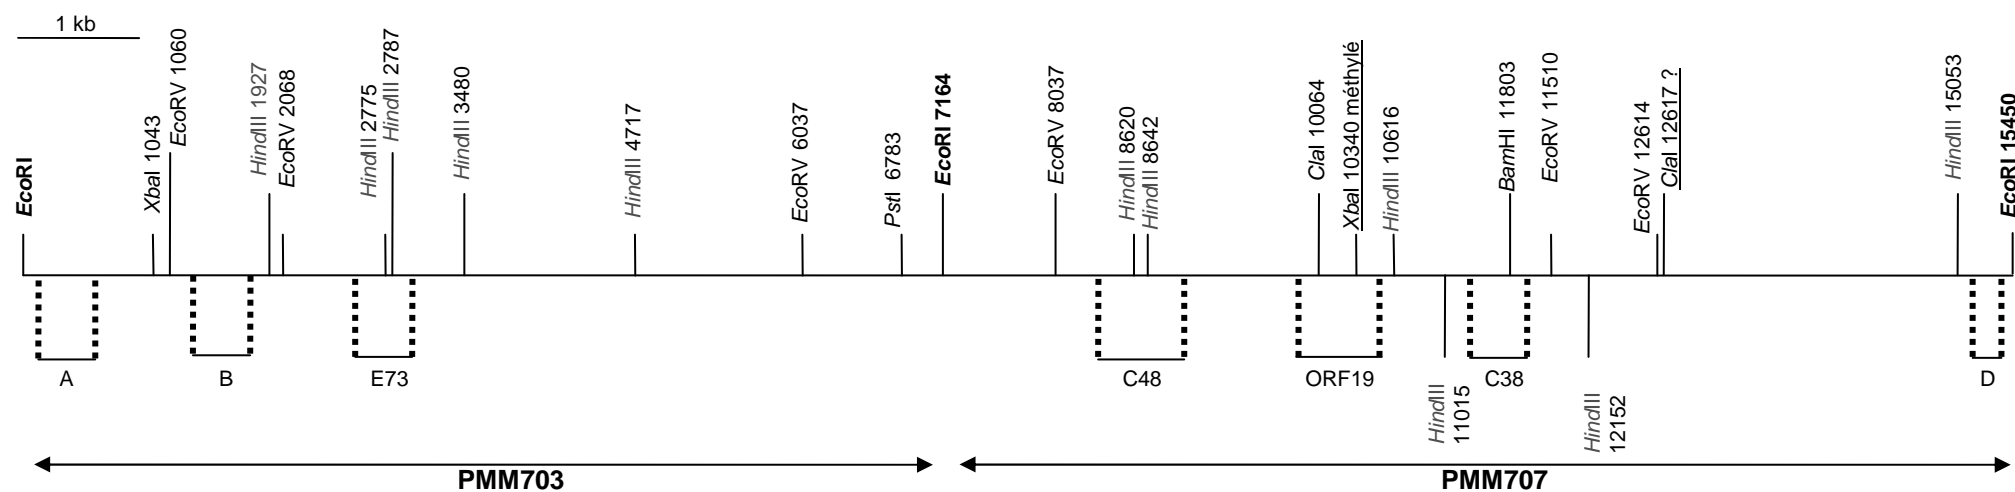 1 kb
EcoRI
XbaI 1043
EcoRV 1060
HindIII 1927
EcoRV 2068
HindIII 2775
HindIII 2787
HindIII 3480
HindIII 4717
EcoRV 6037
PstI 6783
EcoRI 7164
EcoRV 8037
HindIII 8620
HindIII 8642
ClaI 10064
XbaI 10340 méthylé
HindIII 10616
BamHI 11803
EcoRV 11510
EcoRV 12614
ClaI 12617 ?
HindIII 15053
EcoRI 15450
A
B
E73
C48
ORF19
C38
D
HindIII
11015
HindIII
12152
PMM703
PMM707